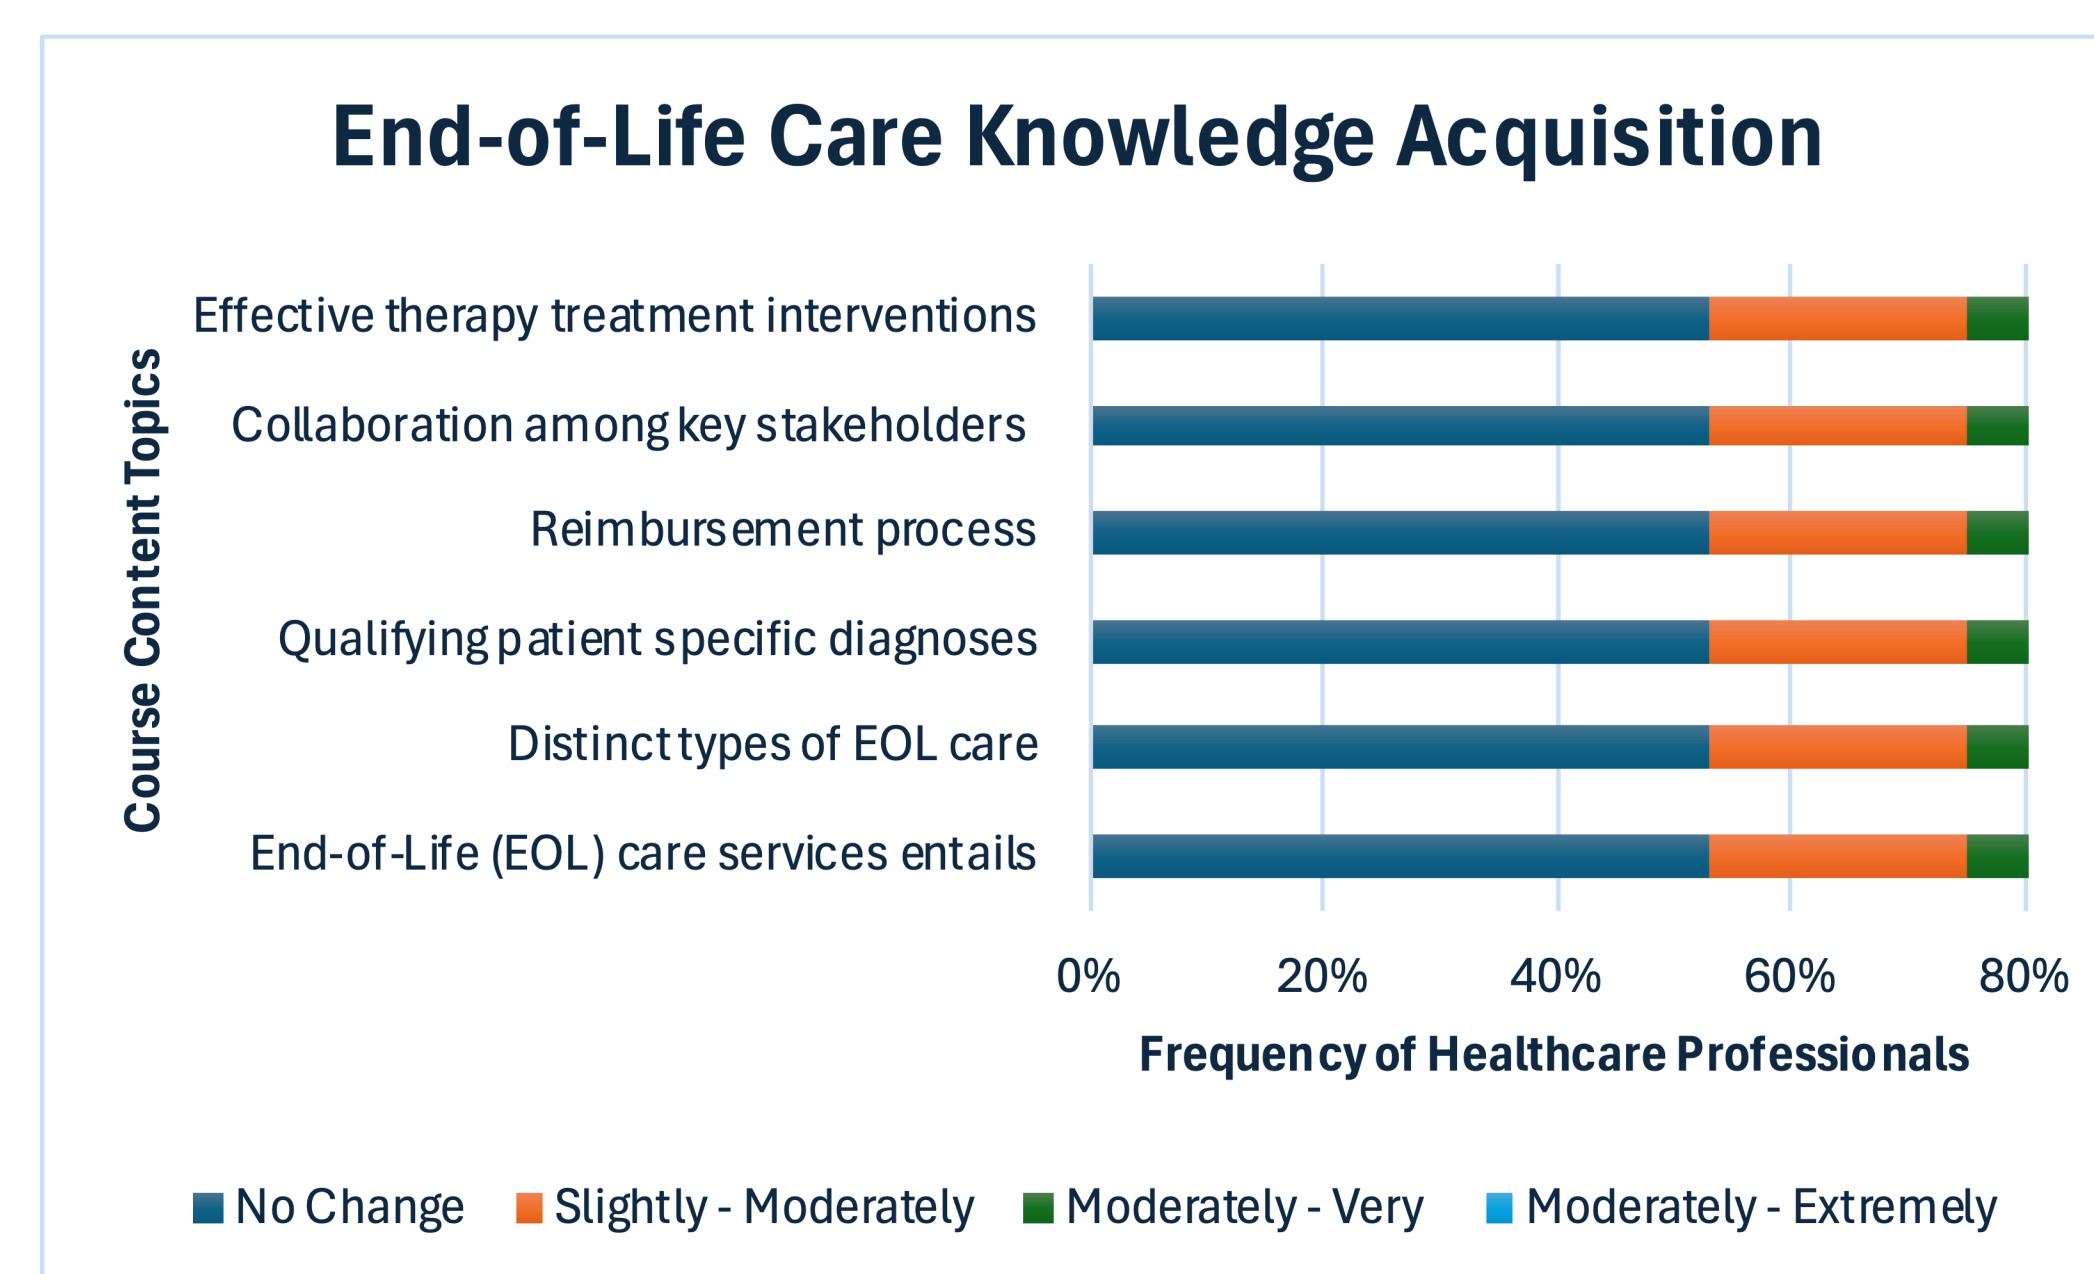 End-of-Life Care Knowledge Acquisition
Course Content Topics
Effective therapy treatment interventions
Collaboration among key stakeholders
Reimbursement process
Qualifying patient specific diagnoses
Distinct types of EOL care
End-of-Life (EOL) care services entails
0% 20% 40% 60% 80%
Frequency of Healthcare Professionals
No Change Slightly - Moderately Moderately - Very Moderately - Extremely